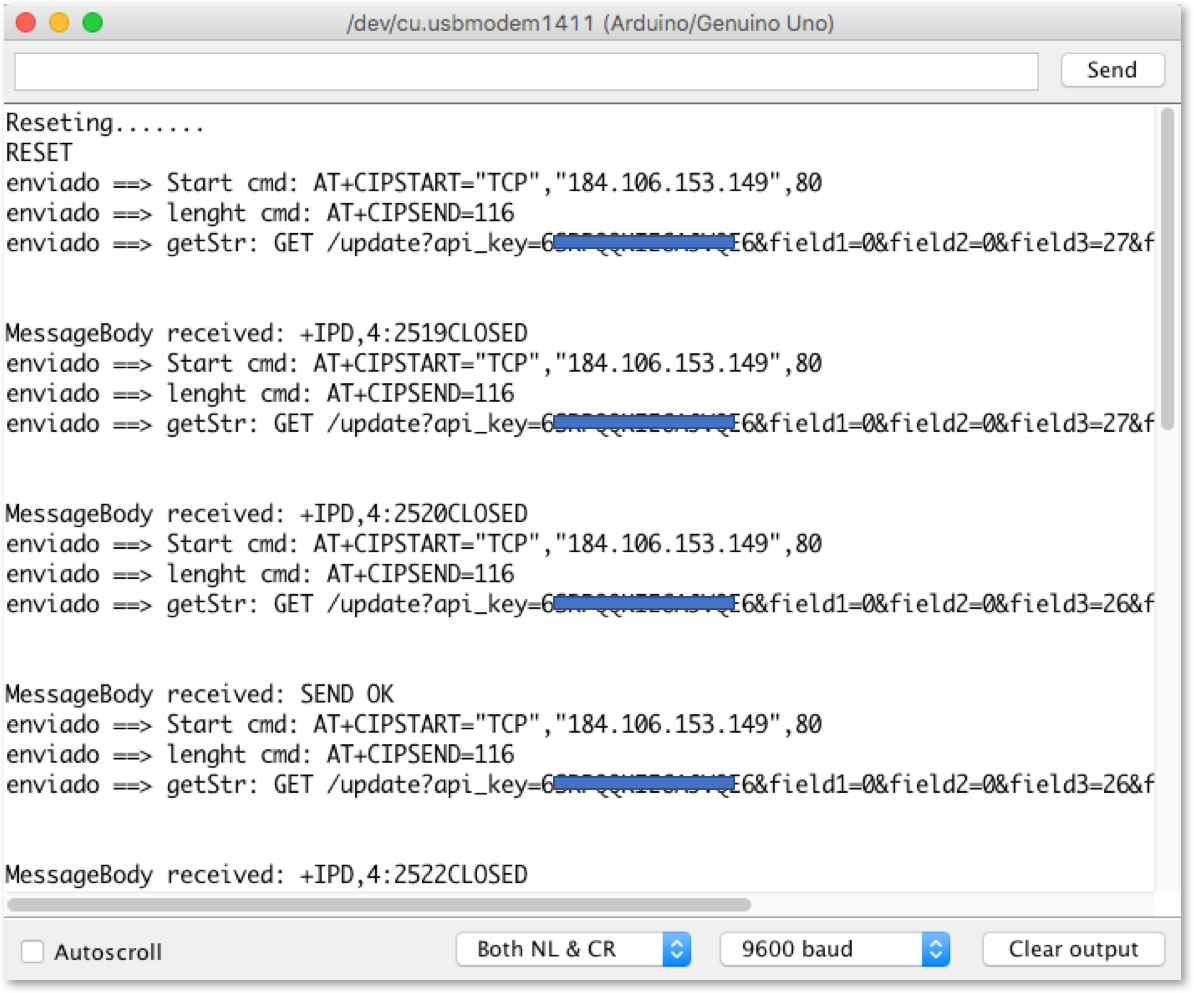 /dev/cu.usbmodem1411 (Arduino/Genuino Uno)
Send
Reseting.......
RESET
enviado ==> Start cmd: AT+CIPSTART="TCP","184.106.153.149",80
enviado ==> lenght cmd: AT+CIPSEND=116
enviado ==> getStr: GET /update?api_key=6 6&field1=0&field2=0&field3=27&f
MessageBody received: +IPD,4:2519CLOSED
enviado ==> Start cmd: AT+CIPSTART="TCP","184.106.153.149",80
enviado ==> lenght cmd: AT+CIPSEND=116
enviado ==> getStr: GET /update?api_key=6 6&field1=0&field2=0&field3=27&f
MessageBody received: +IPD,4:2520CLOSED
enviado ==> Start cmd: AT+CIPSTART="TCP","184.106.153.149",80
enviado ==> lenght cmd: AT+CIPSEND=116
enviado ==> getStr: GET /update?api_key=6 6&field1=0&field2=0&field3=26&f
MessageBody received: SEND OK
enviado ==> Start cmd: AT+CIPSTART="TCP","184.106.153.149",80
enviado ==> lenght cmd: AT+CIPSEND=116
enviado ==> getStr: GET /update?api_key=6 6&field1=0&field2=0&field3=26&f
MessageBody received: +IPD,4:2522CLOSED
Autoscroll
Both NL & CR
9600 baud
Clear output